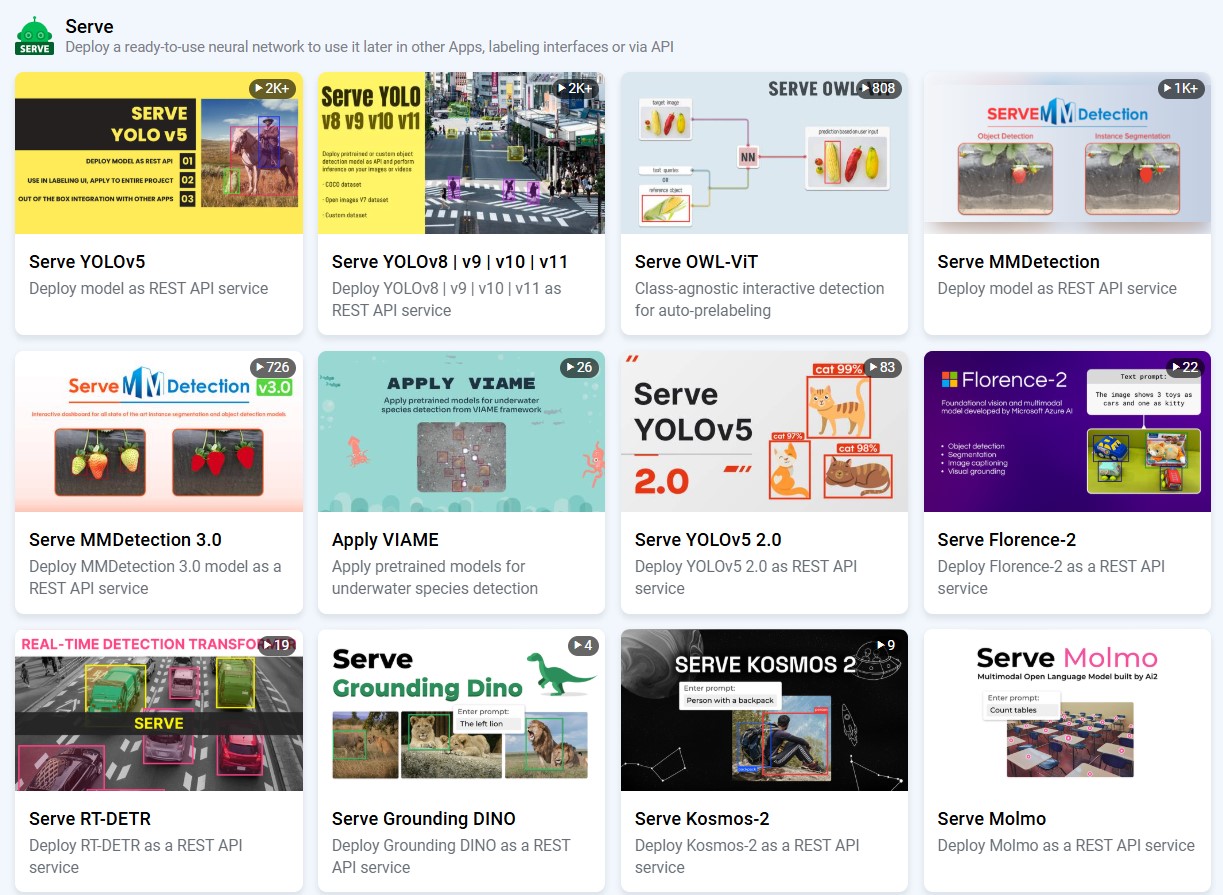 Serve
SERVE
Deploy a ready-to-use neural network to use it later in other Apps, labeling interfaces or via API
2K+
SERVE
YOLO v5
DEPLOY MODEL AS REST API 01
USE IN LABELING UI, APPLY TO ENTIRE PROJECT 02
OUT OF THE BOX INTEGRATION WITH OTHER APPS 03
Serve YOLOv5
Deploy model as REST API service
2K+
Serve YOLO
v8 v9 v10 v11
Deploy pretrained or custom object
detection model as API and perform
inference on your images or videos
· COCO dataset
· Open images V7 dataset
· Custom dataset
Serve YOLOv8 | v9 | v10 | v11
Deploy YOLOv8 | v9 | v10 | v11 as
REST API service
808
SERVE OWL
target image
prediction based on user input
NN
text queries
OR
reference object
Serve OWL-ViT
Class-agnostic interactive detection
for auto-prelabeling
1K+
SERVE MM Detection
Object Detection
Instance Segmentation
Serve MMDetection
Deploy model as REST API service
726
Serve MM Detection v3.0
Interactive dashboard for all state of the art instance segmentation and object detection models
Serve MMDetection 3.0
Deploy MMDetection 3.0 model as a
REST API service
26
APPLY VIAME
Apply pretrained models for underwater
species detection from VIAME framework
Apply VIAME
Apply pretrained models for
underwater species detection
83
Serve
YOLOv5
2.0
cat 99%
cat 97%
cat 98%
Serve YOLOv5 2.0
Deploy YOLOv5 2.0 as REST API
service
22
Florence-2
Foundational vision and multimodal
model developed by Microsoft Azure AI
• Object detection
• Segmentation
• Image captioning
• Visual grounding
Text prompt:
The image shows 3 toys as
cars and one as kitty
Serve Florence-2
Deploy Florence-2 as a REST API
service
19
REAL-TIME DETECTION TRANSFO
SERVE
Serve RT-DETR
Deploy RT-DETR as a REST API
service
4
Serve
Grounding Dino
Enter prompt:
The left lion
Serve Grounding DINO
Deploy Grounding DINO as a REST
API service
9
SERVE KOSMOS 2
Enter prompt:
Person with a backpack
backpack
Serve Kosmos-2
Deploy Kosmos-2 as a REST API
service
Serve Molmo
Multimodal Open Language Model built by Ai2
Enter prompt:
Count tables
Serve Molmo
Deploy Molmo as a REST API service